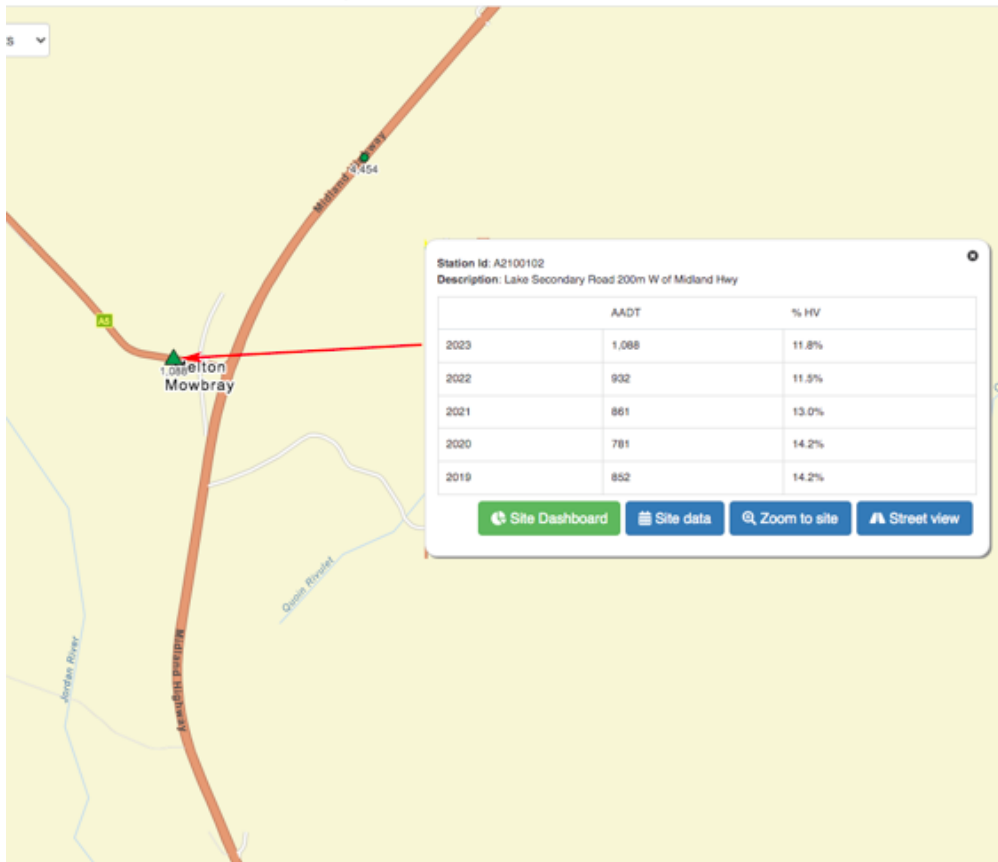 s
Midland Highway
4,454
Station Id: A2100102
Description: Lake Secondary Road 200m W of Midland Hwy
AADT % HV
2023 1,088 11.8%
2022 932 11.5%
2021 861 13.0%
2020 781 14.2%
2019 852 14.2%
Site Dashboard Site data Zoom to site Street view
A5
1,088 elton
Mowbray
Quoin Rivulet
Jordan River
Midland Highway